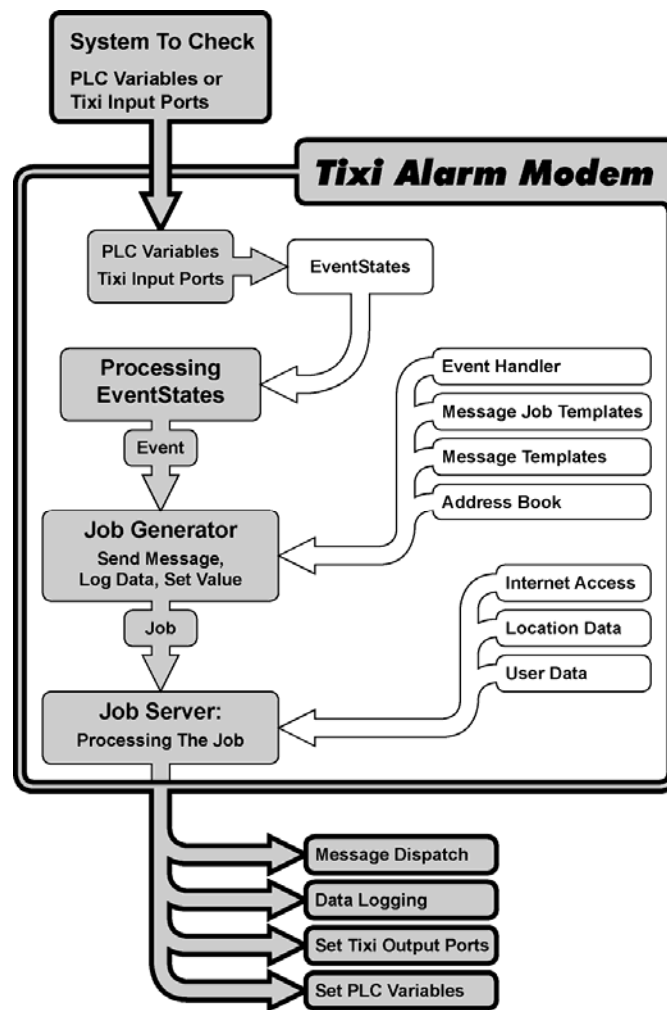 System To Check
PLC Variables or
Tixi Input Ports
Tixi Alarm Modem
PLC Variables
Tixi Input Ports
EventStates
Processing
EventStates
Event
Event Handler
Message Job Templates
Message Templates
Address Book
Job Generator
Send Message,
Log Data, Set Value
Job
Internet Access
Location Data
User Data
Job Server:
Processing The Job
Message Dispatch
Data Logging
Set Tixi Output Ports
Set PLC Variables